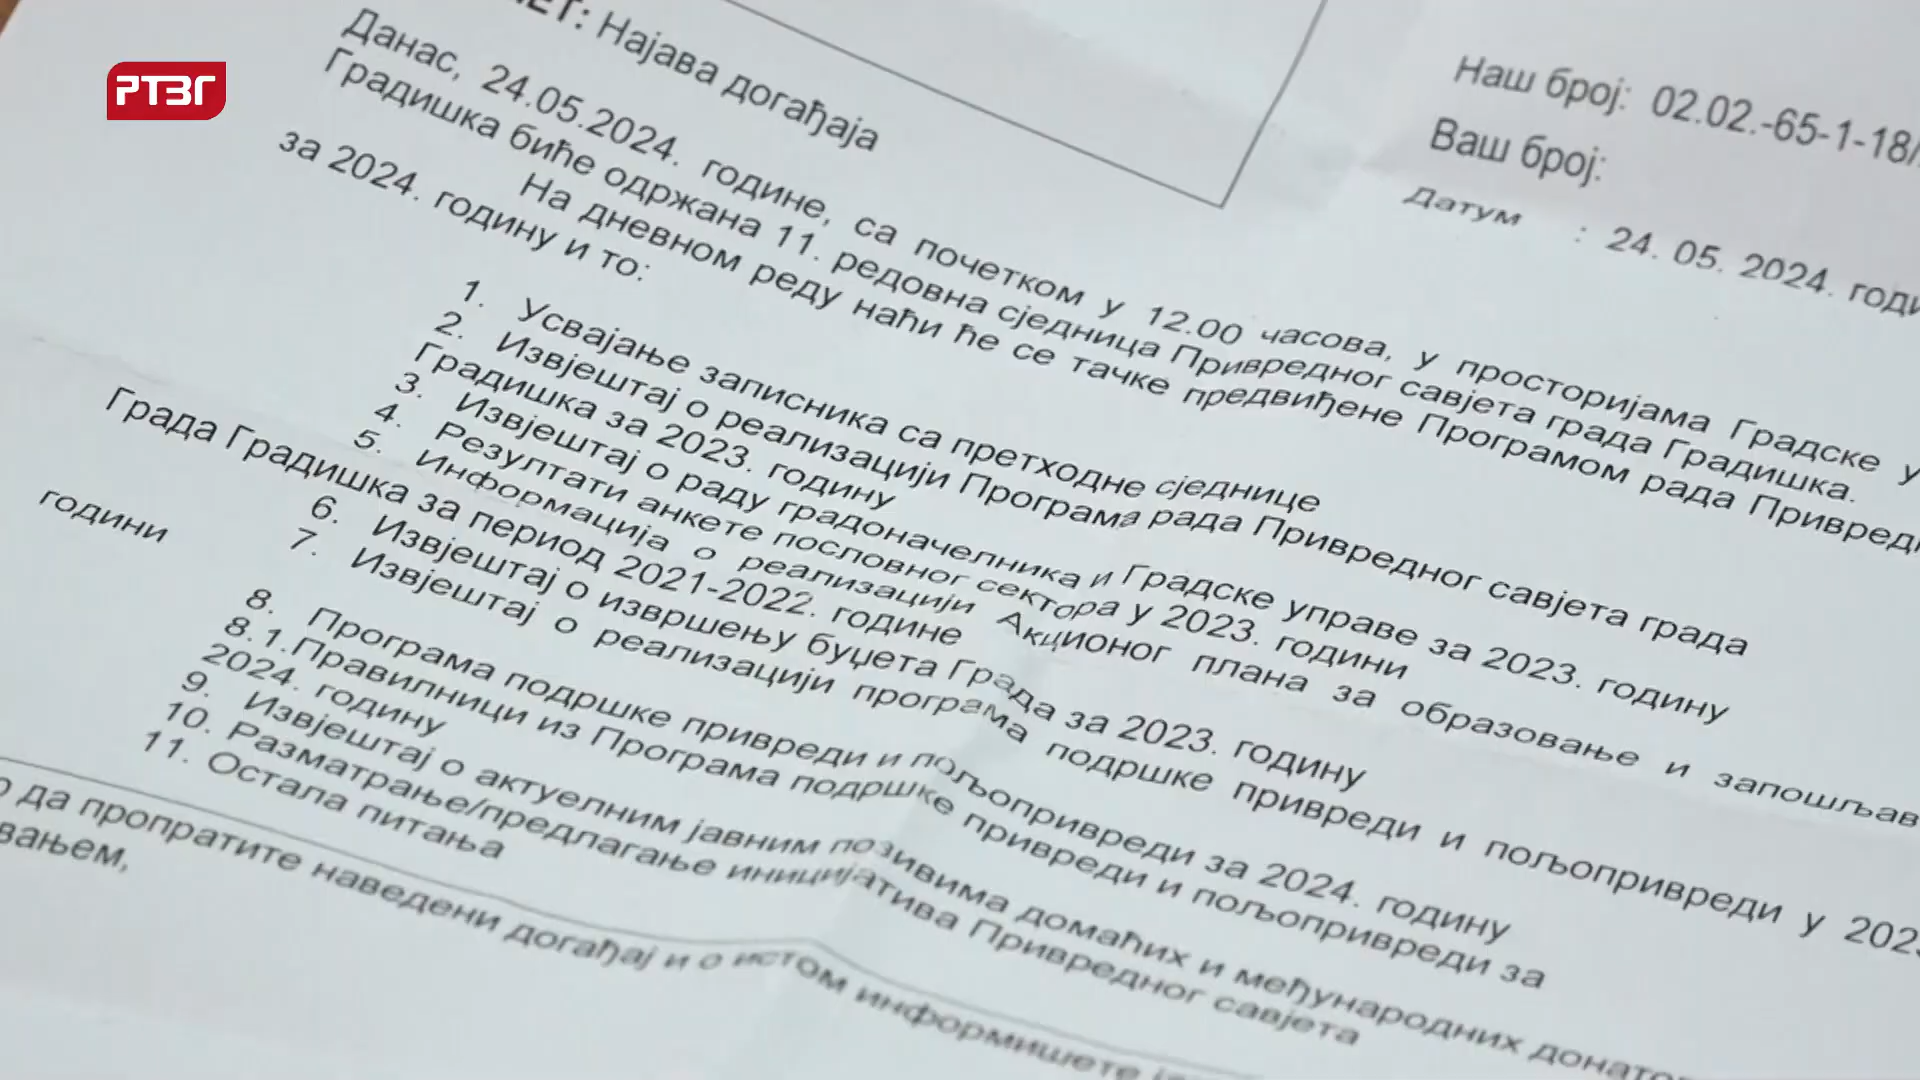 РТВГ
Наш број: 02.02.-65-1-18/
Ваш број:
Датум : 24. 05. 2024.
Најава догађаја
Данас, 24.05.2024. године, са почетком у 12.00 часова, у просторијама Градске
Градишка биће одржана 11. редовна сједница Привредног савјета града Градишка.
На дневном реду наћи ће се тачке предвиђене Програмом рада
за 2024. годину и то:
1. Усвајање записника са претходне сједнице
2. Извјештај о реализацији Програма рада Привредног савјета града
Градишка за 2023. годину
3. Извјештај о раду градоначелника и Градске управе за 2023. годину
4. Резултати анкете пословног сектора у 2023. години
5. Информација о реализацији Акционог плана за образовање и
Града Градишка за период 2021-2022. године
6. Извјештај о извршењу буџета Града за 2023. годину
7. Извјештај о реализацији програма подршке привреди и пољопривреди у
години
8. Програма подршке привреди и пољопривреди за 2024. годину
8.1.Правилници из Програма подршке привреди и пољопривреди за
2024. годину
9. Извјештај о актуелним јавним позивима домаћих и међународних
10. Разматрање/предлагање иницијатива Привредног савјета
11. Остала питања
да пропратите наведени догађај и о истом информишете